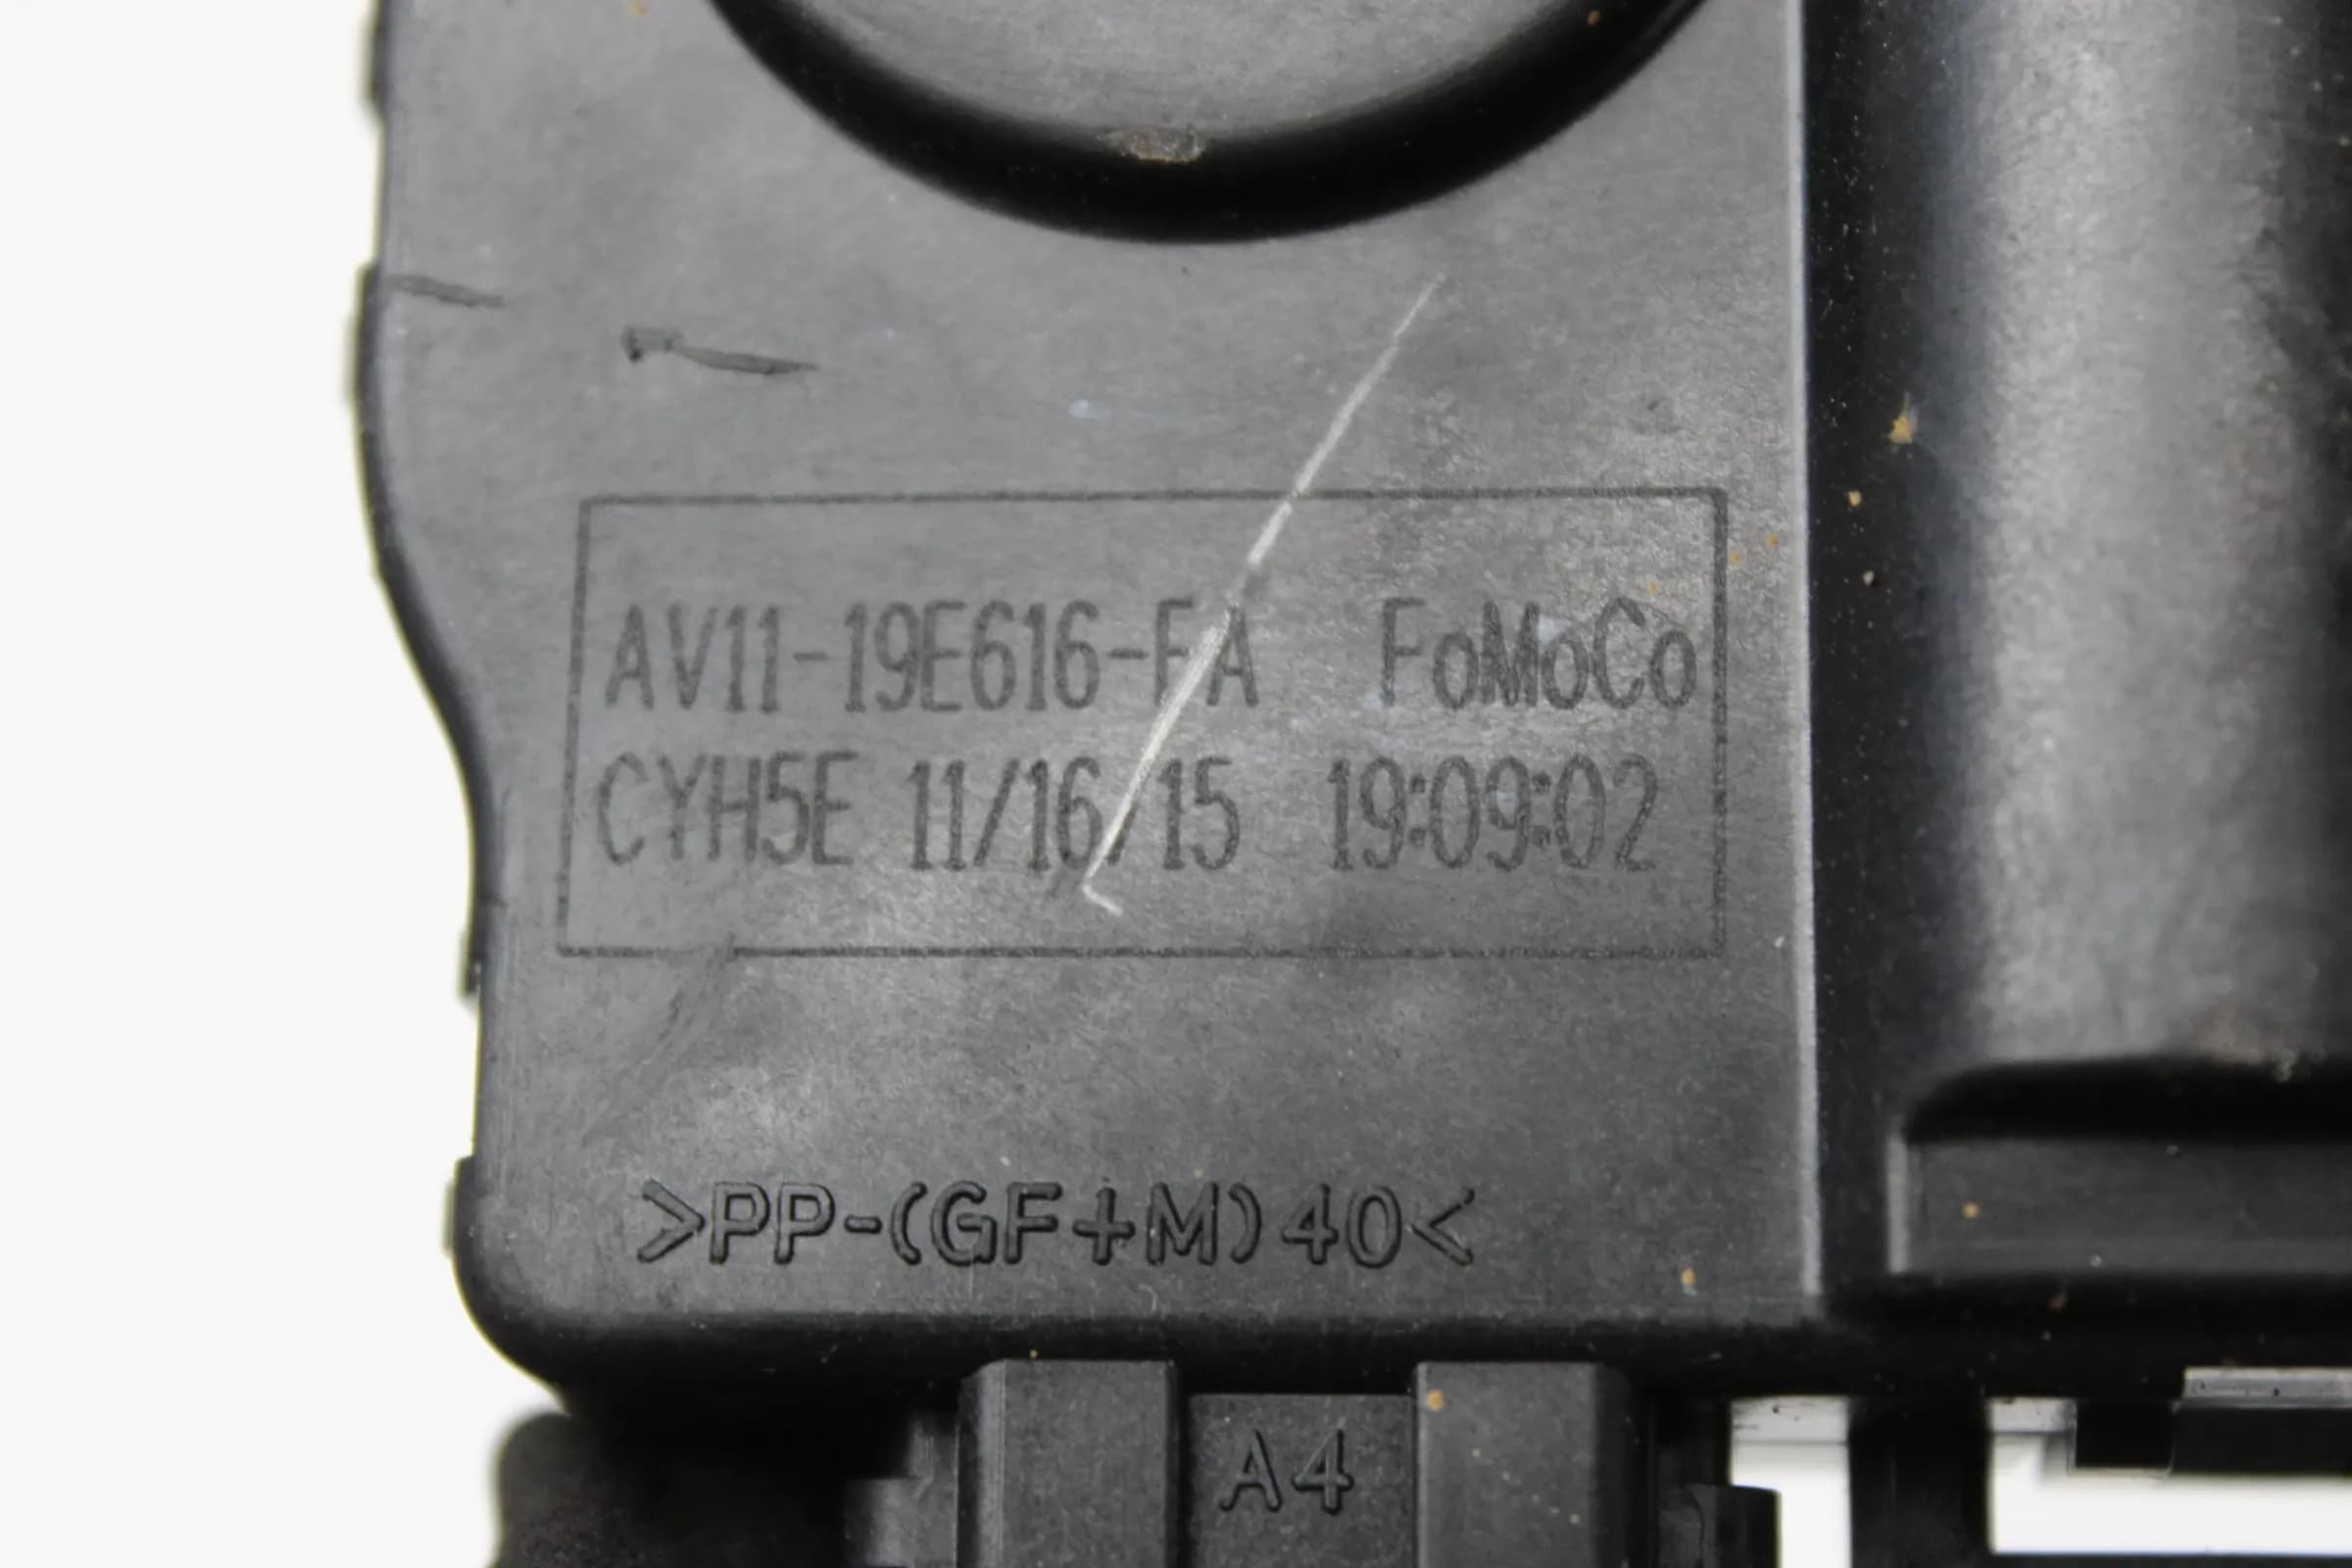 AV11-19E616-FA FoMoCo
CYH5E 11/16/15 19:09:02
>PP-(GF+M)40<
A4